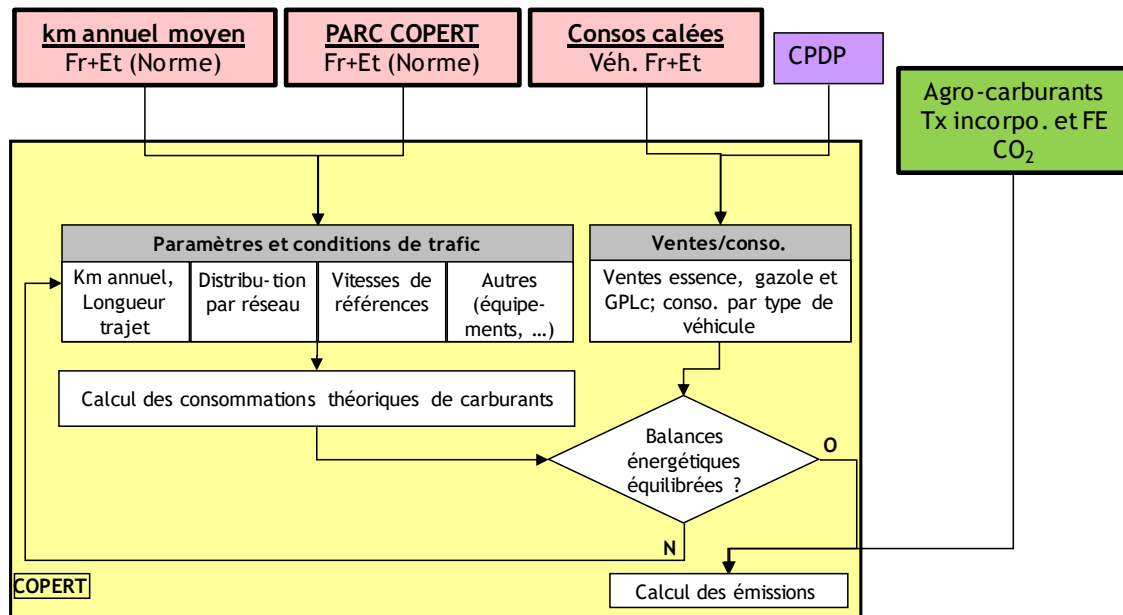 km annuel moyen
Fr+Et (Norme)
PARC COPERT
Fr+Et (Norme)
Consos calées
Véh. Fr+Et
CPDP
Agro-carburants
Tx incorpo. et FE
CO₂
Paramètres et conditions de trafic
Km annuel,
Longueur
trajet
Distribu-tion
par réseau
Vitesses de
références
Autres
(équipe-
ments, …)
Ventes/conso.
Ventes essence, gazole et
GPLc; conso. par type de
véhicule
Calcul des consommations théoriques de carburants
Balances
énergétiques
équilibrées ?
O
N
COPERT
Calcul des émissions